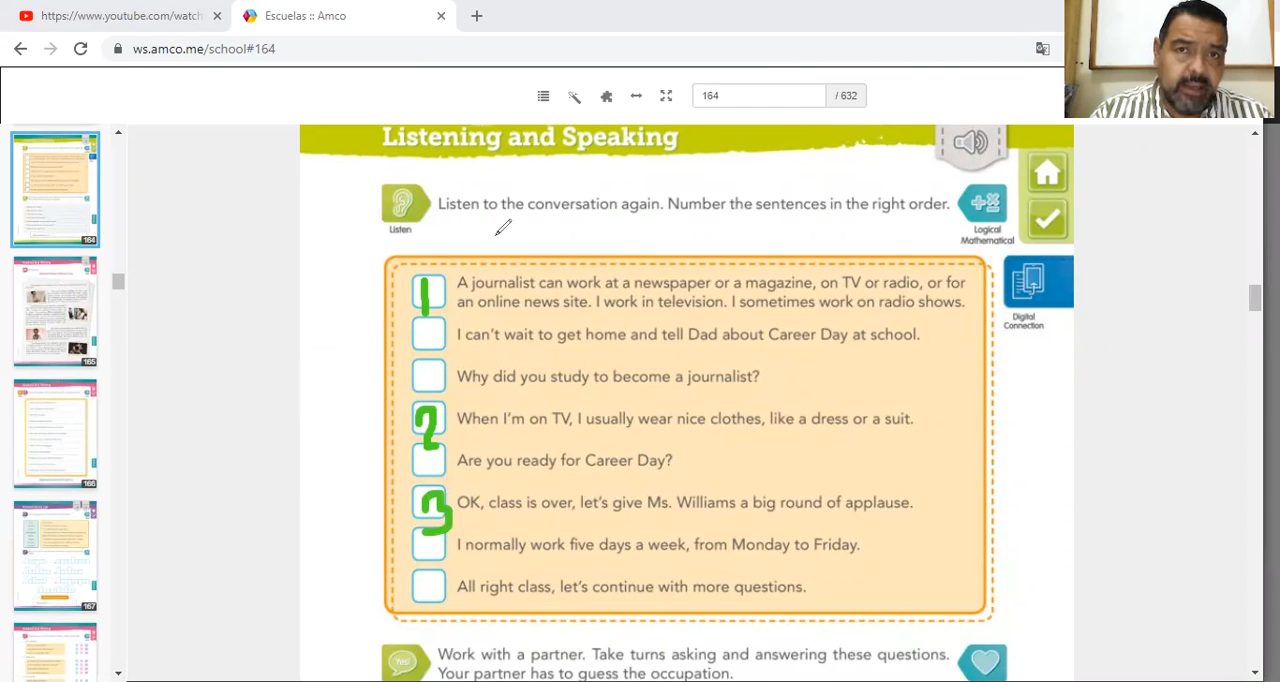 https://www.youtube.com/watch
Escuelas :: Amco
ws.amco.me/school#164
164
/ 632
Listening and Speaking
Listen to the conversation again. Number the sentences in the right order.
Listen
Logical
Mathematical
1
A journalist can work at a newspaper or a magazine, on TV or radio, or for
an online news site. I work in television. I sometimes work on radio shows.
I can't wait to get home and tell Dad about Career Day at school.
Why did you study to become a journalist?
2
When I'm on TV, I usually wear nice clothes, like a dress or a suit.
Are you ready for Career Day?
3
OK, class is over, let's give Ms. Williams a big round of applause.
I normally work five days a week, from Monday to Friday.
All right class, let's continue with more questions.
Digital
Connection
Yes!
Work with a partner. Take turns asking and answering these questions.
Your partner has to guess the occupation.
164
165
166
167